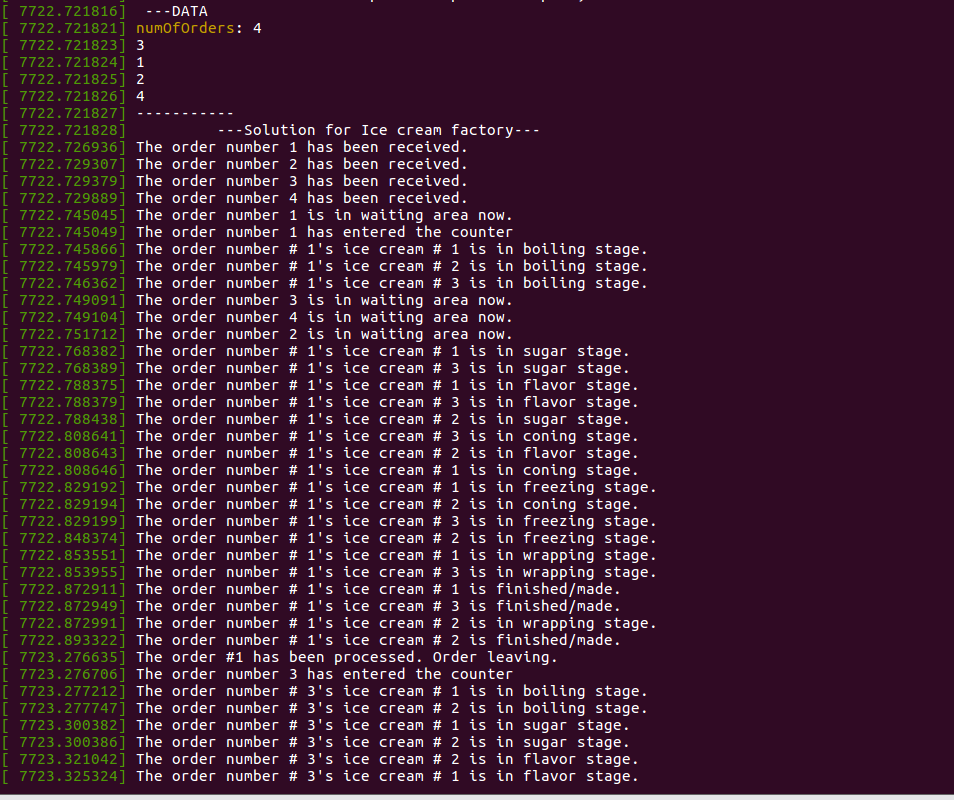 [ 7722.721816]  ---DATA
[ 7722.721821] numOfOrders: 4
[ 7722.721823] 3
[ 7722.721824] 1
[ 7722.721825] 2
[ 7722.721826] 4
[ 7722.721827] -----------
[ 7722.721828]          ---Solution for Ice cream factory---
[ 7722.726936] The order number 1 has been received.
[ 7722.729307] The order number 2 has been received.
[ 7722.729379] The order number 3 has been received.
[ 7722.729889] The order number 4 has been received.
[ 7722.745045] The order number 1 is in waiting area now.
[ 7722.745049] The order number 1 has entered the counter
[ 7722.745866] The order number # 1's ice cream # 1 is in boiling stage.
[ 7722.745979] The order number # 1's ice cream # 2 is in boiling stage.
[ 7722.746362] The order number # 1's ice cream # 3 is in boiling stage.
[ 7722.749091] The order number 3 is in waiting area now.
[ 7722.749104] The order number 4 is in waiting area now.
[ 7722.751712] The order number 2 is in waiting area now.
[ 7722.768382] The order number # 1's ice cream # 1 is in sugar stage.
[ 7722.768389] The order number # 1's ice cream # 3 is in sugar stage.
[ 7722.788375] The order number # 1's ice cream # 1 is in flavor stage.
[ 7722.788379] The order number # 1's ice cream # 3 is in flavor stage.
[ 7722.788438] The order number # 1's ice cream # 2 is in sugar stage.
[ 7722.808641] The order number # 1's ice cream # 3 is in coning stage.
[ 7722.808643] The order number # 1's ice cream # 2 is in flavor stage.
[ 7722.808646] The order number # 1's ice cream # 1 is in coning stage.
[ 7722.829192] The order number # 1's ice cream # 1 is in freezing stage.
[ 7722.829194] The order number # 1's ice cream # 2 is in coning stage.
[ 7722.829199] The order number # 1's ice cream # 3 is in freezing stage.
[ 7722.848374] The order number # 1's ice cream # 2 is in freezing stage.
[ 7722.853551] The order number # 1's ice cream # 1 is in wrapping stage.
[ 7722.853955] The order number # 1's ice cream # 3 is in wrapping stage.
[ 7722.872911] The order number # 1's ice cream # 1 is finished/made.
[ 7722.872949] The order number # 1's ice cream # 3 is finished/made.
[ 7722.872991] The order number # 1's ice cream # 2 is in wrapping stage.
[ 7722.893322] The order number # 1's ice cream # 2 is finished/made.
[ 7723.276635] The order #1 has been processed. Order leaving.
[ 7723.276706] The order number 3 has entered the counter
[ 7723.277212] The order number # 3's ice cream # 1 is in boiling stage.
[ 7723.277747] The order number # 3's ice cream # 2 is in boiling stage.
[ 7723.300382] The order number # 3's ice cream # 1 is in sugar stage.
[ 7723.300386] The order number # 3's ice cream # 2 is in sugar stage.
[ 7723.321042] The order number # 3's ice cream # 2 is in flavor stage.
[ 7723.325324] The order number # 3's ice cream # 1 is in flavor stage.